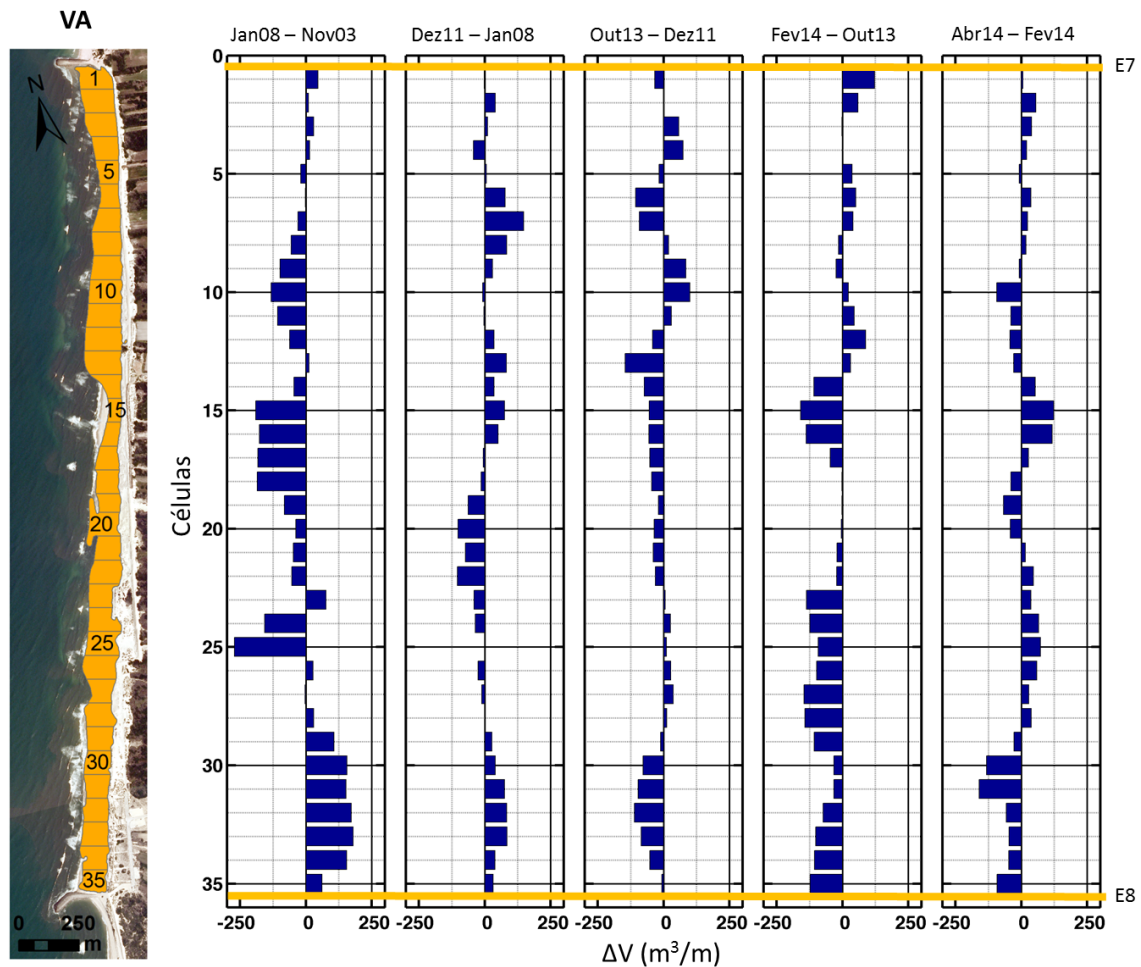 VA
Jan08 – Nov03
Dez11 – Jan08
Out13 – Dez11
Fev14 – Out13
Abr14 – Fev14
N
1
5
10
15
20
25
30
35
0 250
m
Células
0
5
10
15
20
25
30
35
E7
E8
-250 0 250
-250 0 250
-250 0 250
-250 0 250
-250 0 250
ΔV (m³/m)